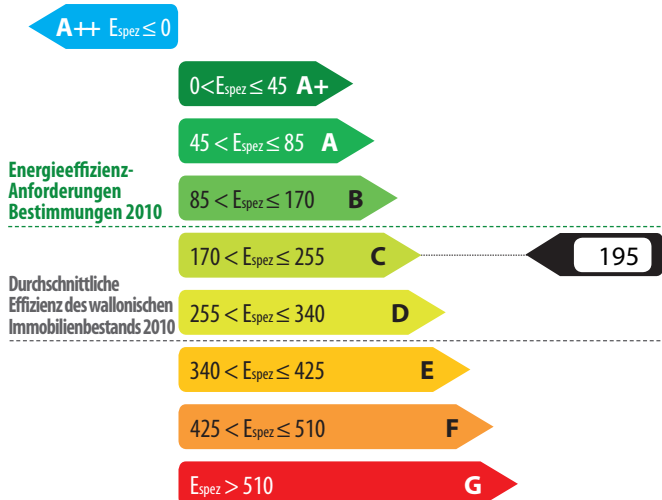 A++ Espez ≤ 0
0<Espez ≤ 45 A+
45 < Espez ≤ 85 A
Energieeffizienz-
Anforderungen
Bestimmungen 2010
85 < Espez ≤ 170 B
170 < Espez ≤ 255 C
195
Durchschnittliche
Effizienz des wallonischen
Immobilienbestands 2010
255 < Espez ≤ 340 D
340 < Espez ≤ 425 E
425 < Espez ≤ 510 F
Espez > 510 G